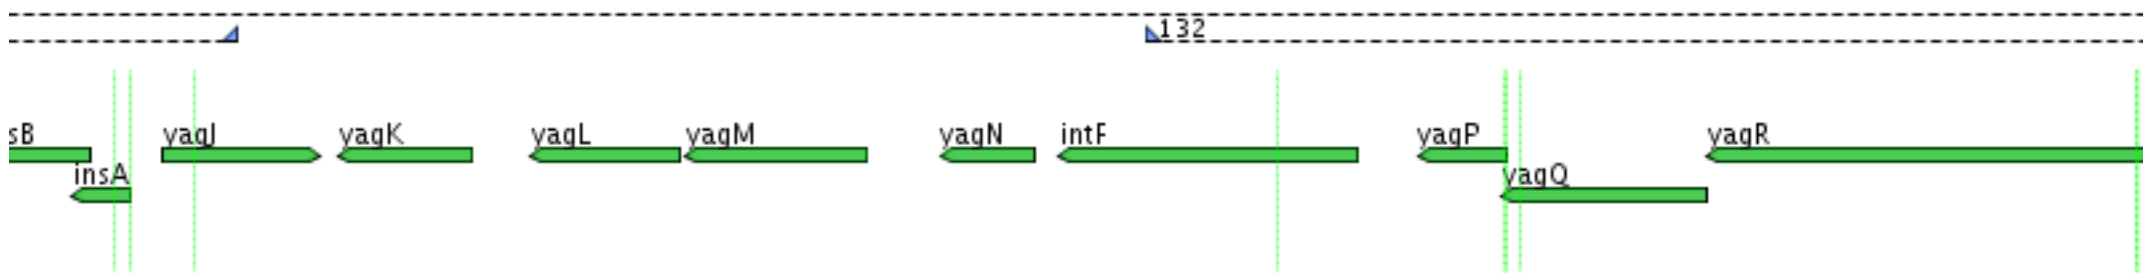 132
sB
yagJ
yagK
yagL
yagM
yagN
intF
yagP
yagR
insA
yagQ